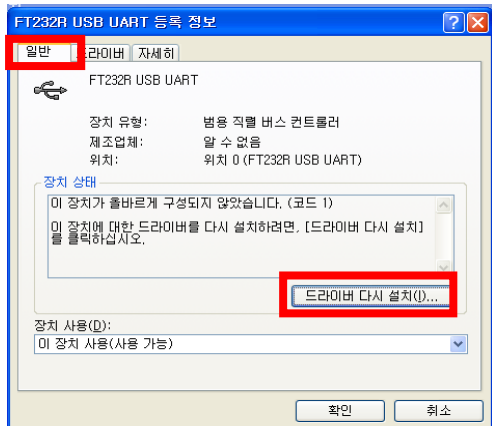 FT232R USB UART 등록 정보
일반 드라이버 자세히
FT232R USB UART
장치 유형: 범용 직렬 버스 컨트롤러
제조업체: 알 수 없음
위치: 위치 0 (FT232R USB UART)
장치 상태
이 장치가 올바르게 구성되지 않았습니다. (코드 1)
이 장치에 대한 드라이버를 다시 설치하려면, [드라이버 다시 설치]
를 클릭하십시오.
드라이버 다시 설치(I)...
장치 사용(D):
이 장치 사용(사용 가능)
확인 취소